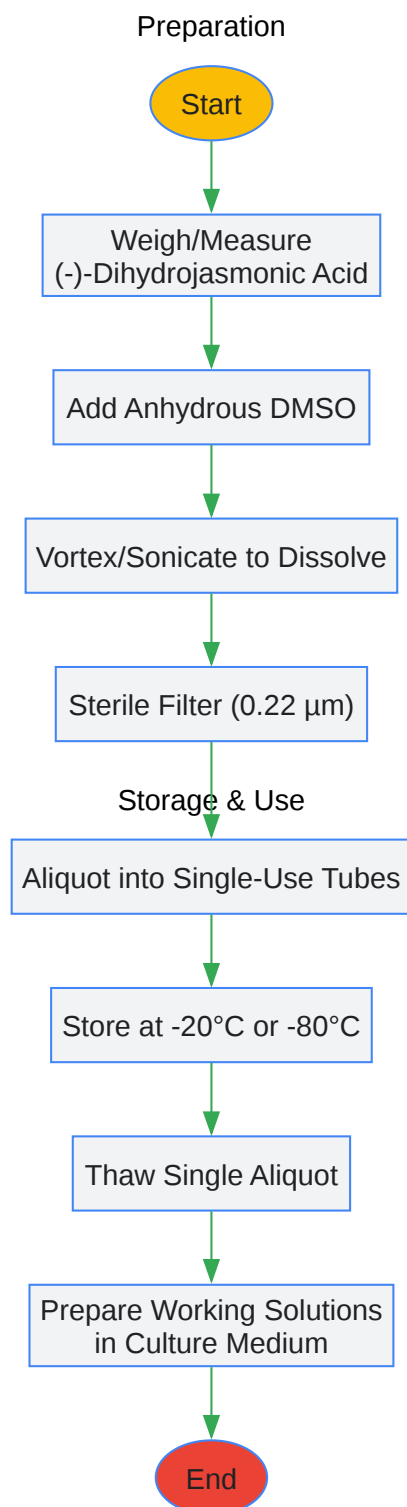 Preparation
Start
Weigh/Measure
(-)-Dihydrojasmonic Acid
Add Anhydrous DMSO
Vortex/Sonicate to Dissolve
Sterile Filter (0.22 µm)
Storage & Use
Aliquot into Single-Use Tubes
Store at -20°C or -80°C
Thaw Single Aliquot
Prepare Working Solutions
in Culture Medium
End